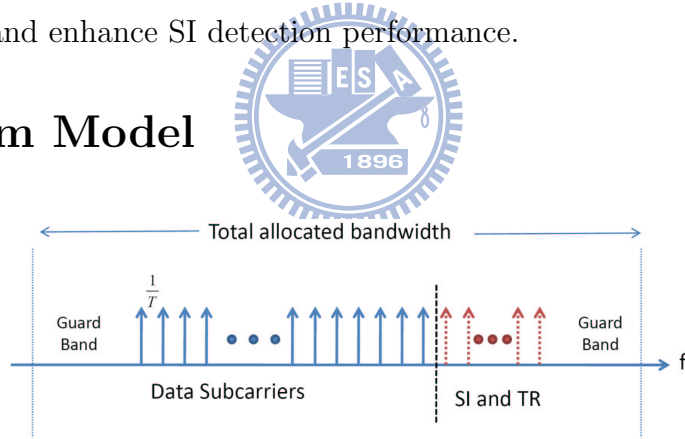 and enhance SI detection performance.
E S A
1896
m Model
Total allocated bandwidth
1/T
Guard Band
Guard Band
f
Data Subcarriers
SI and TR